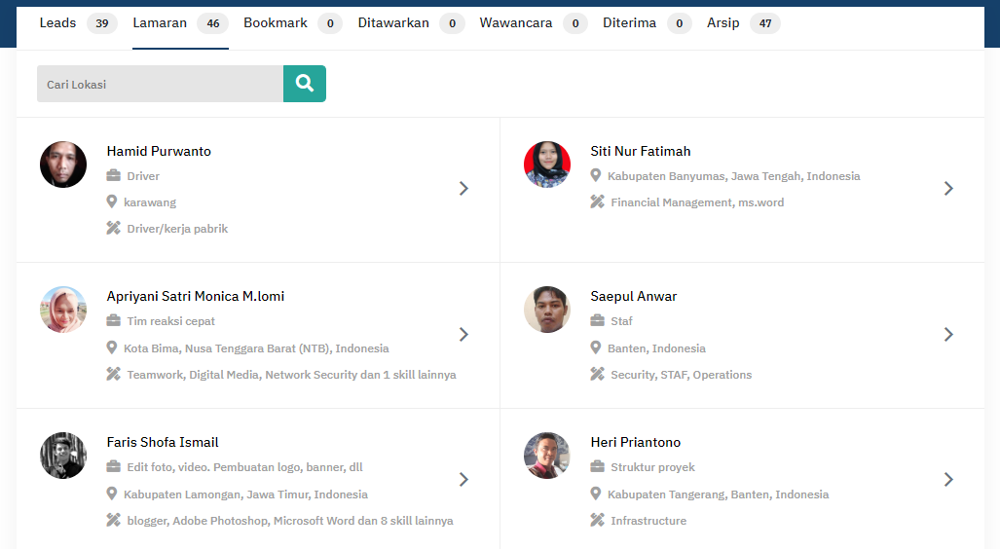 Leads 39 Lamaran 46 Bookmark 0 Ditawarkan 0 Wawancara 0 Diterima 0 Arsip 47
Cari Lokasi
Hamid Purwanto
Driver
karawang
Driver/kerja pabrik
Siti Nur Fatimah
Kabupaten Banyumas, Jawa Tengah, Indonesia
Financial Management, ms.word
Apriyani Satri Monica M.lomi
Tim reaksi cepat
Kota Bima, Nusa Tenggara Barat (NTB), Indonesia
Teamwork, Digital Media, Network Security dan 1 skill lainnya
Saepul Anwar
Staf
Banten, Indonesia
Security, STAF, Operations
Faris Shofa Ismail
Edit foto, video. Pembuatan logo, banner, dll
Kabupaten Lamongan, Jawa Timur, Indonesia
blogger, Adobe Photoshop, Microsoft Word dan 8 skill lainnya
Heri Priantono
Struktur proyek
Kabupaten Tangerang, Banten, Indonesia
Infrastructure